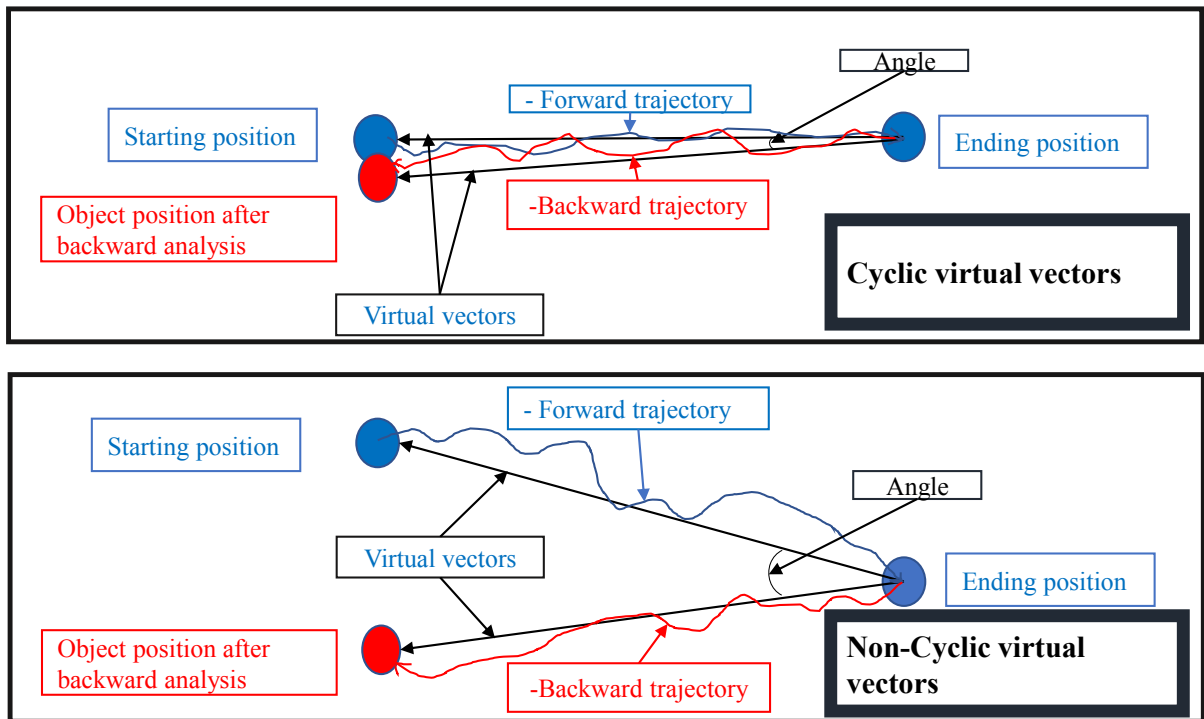 Angle
- Forward trajectory
Starting position
Ending position
Object position after
backward analysis
-Backward trajectory
Virtual vectors
Cyclic virtual vectors
- Forward trajectory
Starting position
Angle
Virtual vectors
Ending position
Object position after
backward analysis
-Backward trajectory
Non-Cyclic virtual
vectors